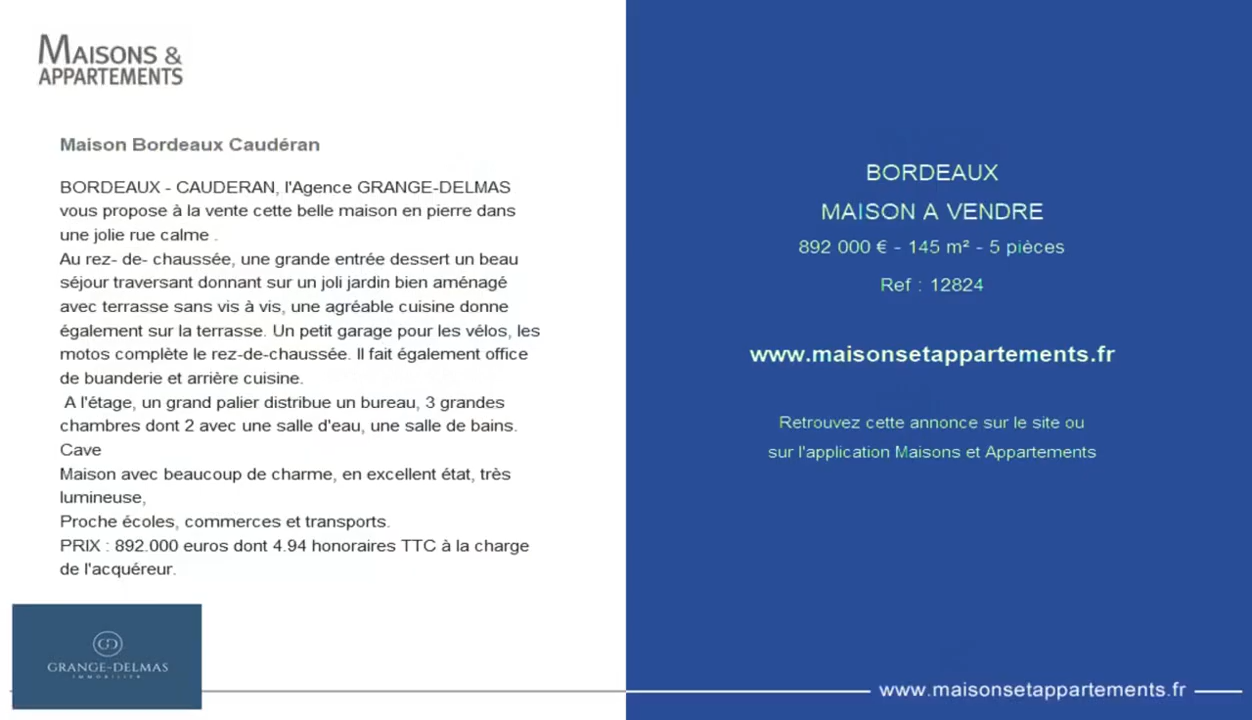 MAISONS &
APPARTEMENTS
Maison Bordeaux Caudéran
BORDEAUX - CAUDERAN, l'Agence GRANGE-DELMAS
vous propose à la vente cette belle maison en pierre dans
une jolie rue calme .
Au rez- de- chaussée, une grande entrée dessert un beau
séjour traversant donnant sur un joli jardin bien aménagé
avec terrasse sans vis à vis, une agréable cuisine donne
également sur la terrasse. Un petit garage pour les vélos, les
motos complète le rez-de-chaussée. Il fait également office
de buanderie et arrière cuisine.
A l'étage, un grand palier distribue un bureau, 3 grandes
chambres dont 2 avec une salle d'eau, une salle de bains.
Cave
Maison avec beaucoup de charme, en excellent état, très
lumineuse,
Proche écoles, commerces et transports.
PRIX : 892.000 euros dont 4.94 honoraires TTC à la charge
de l'acquéreur.
GRANGE-DELMAS
IMMOBILIER
BORDEAUX
MAISON A VENDRE
892 000 € - 145 m² - 5 pièces
Ref : 12824
www.maisonsetappartements.fr
Retrouvez cette annonce sur le site ou
sur l'application Maisons et Appartements
www.maisonsetappartements.fr